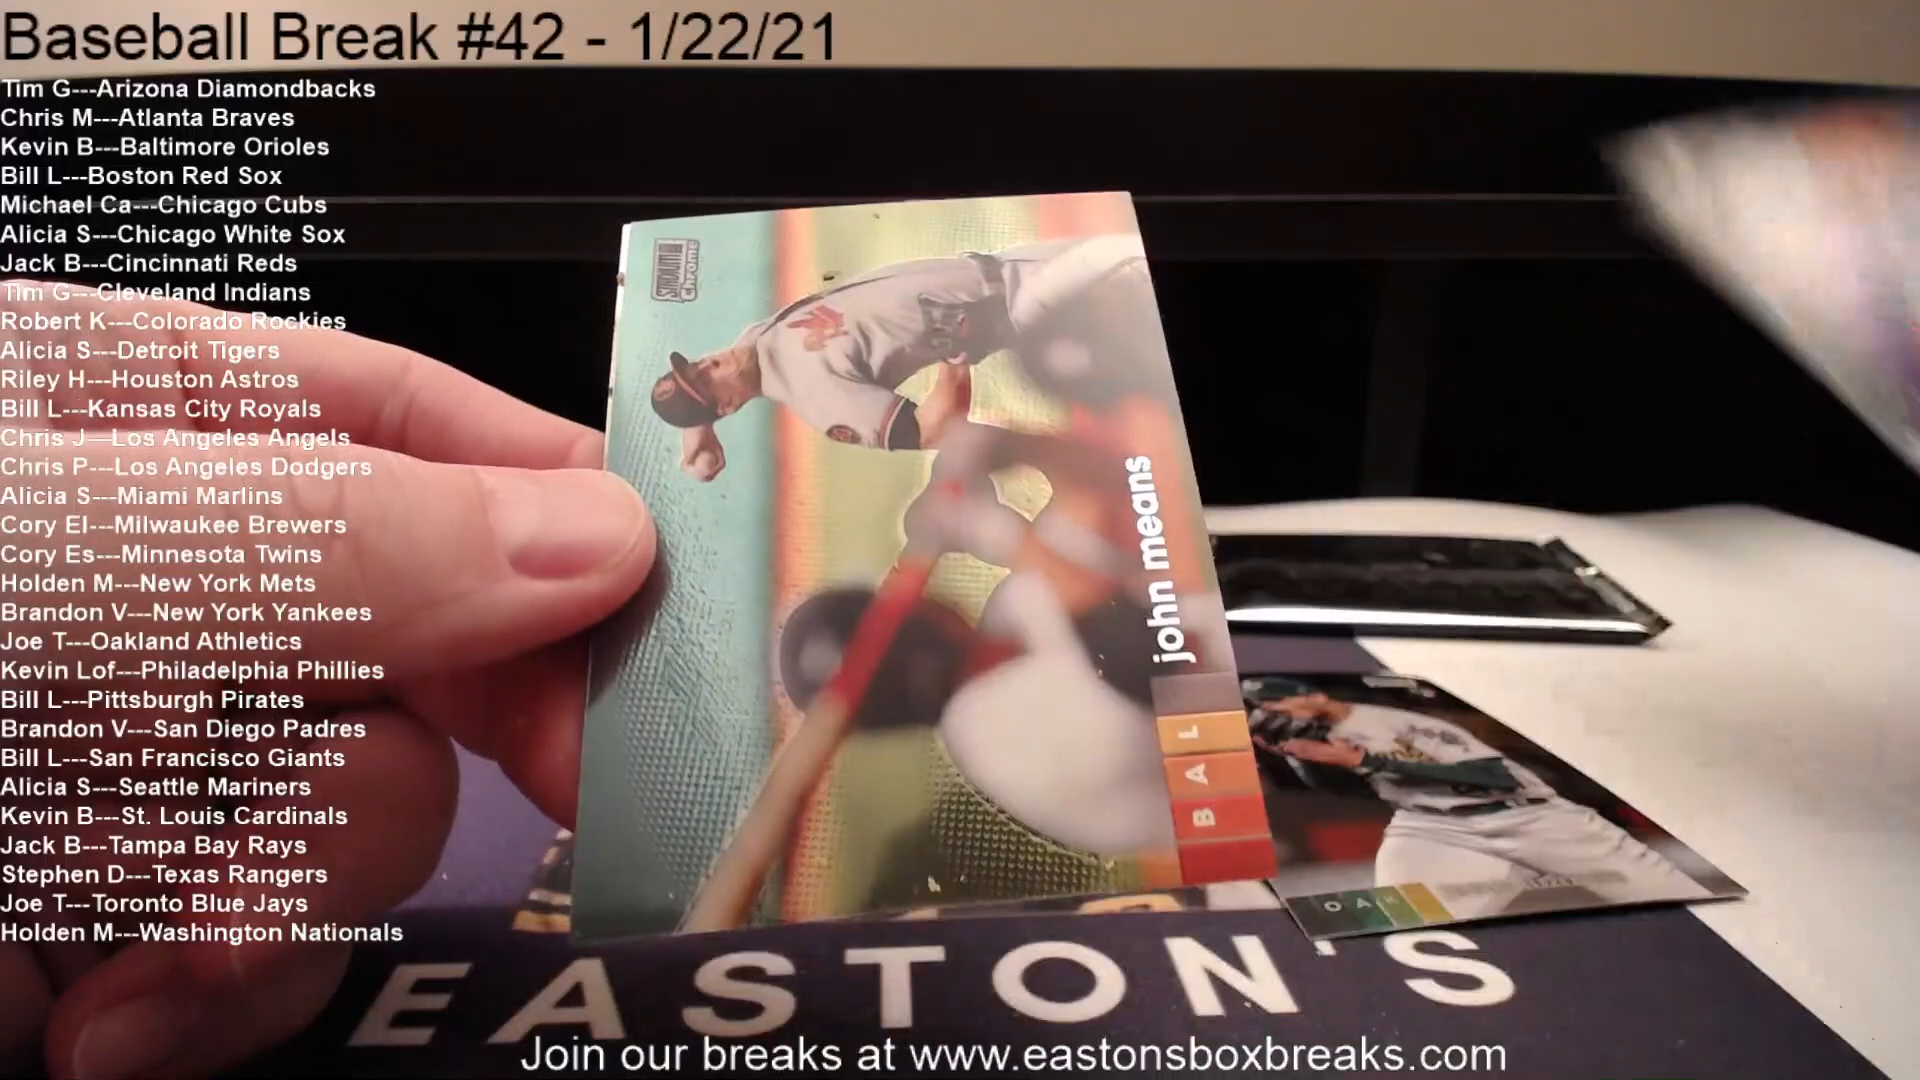 Baseball Break #42 - 1/22/21
Tim G---Arizona Diamondbacks
Chris M---Atlanta Braves
Kevin B---Baltimore Orioles
Bill L---Boston Red Sox
Michael Ca---Chicago Cubs
Alicia S---Chicago White Sox
Jack B---Cincinnati Reds
Tim G---Cleveland Indians
Robert K---Colorado Rockies
Alicia S---Detroit Tigers
Riley H---Houston Astros
Bill L---Kansas City Royals
Chris J---Los Angeles Angels
Chris P---Los Angeles Dodgers
Alicia S---Miami Marlins
Cory El---Milwaukee Brewers
Cory Es---Minnesota Twins
Holden M---New York Mets
Brandon V---New York Yankees
Joe T---Oakland Athletics
Kevin Lof---Philadelphia Phillies
Bill L---Pittsburgh Pirates
Brandon V---San Diego Padres
Bill L---San Francisco Giants
Alicia S---Seattle Mariners
Kevin B---St. Louis Cardinals
Jack B---Tampa Bay Rays
Stephen D---Texas Rangers
Joe T---Toronto Blue Jays
Holden M---Washington Nationals
STADIUM
Chrome
john means
BAL
OAK
EASTON'S
Join our breaks at www.eastonsboxbreaks.com